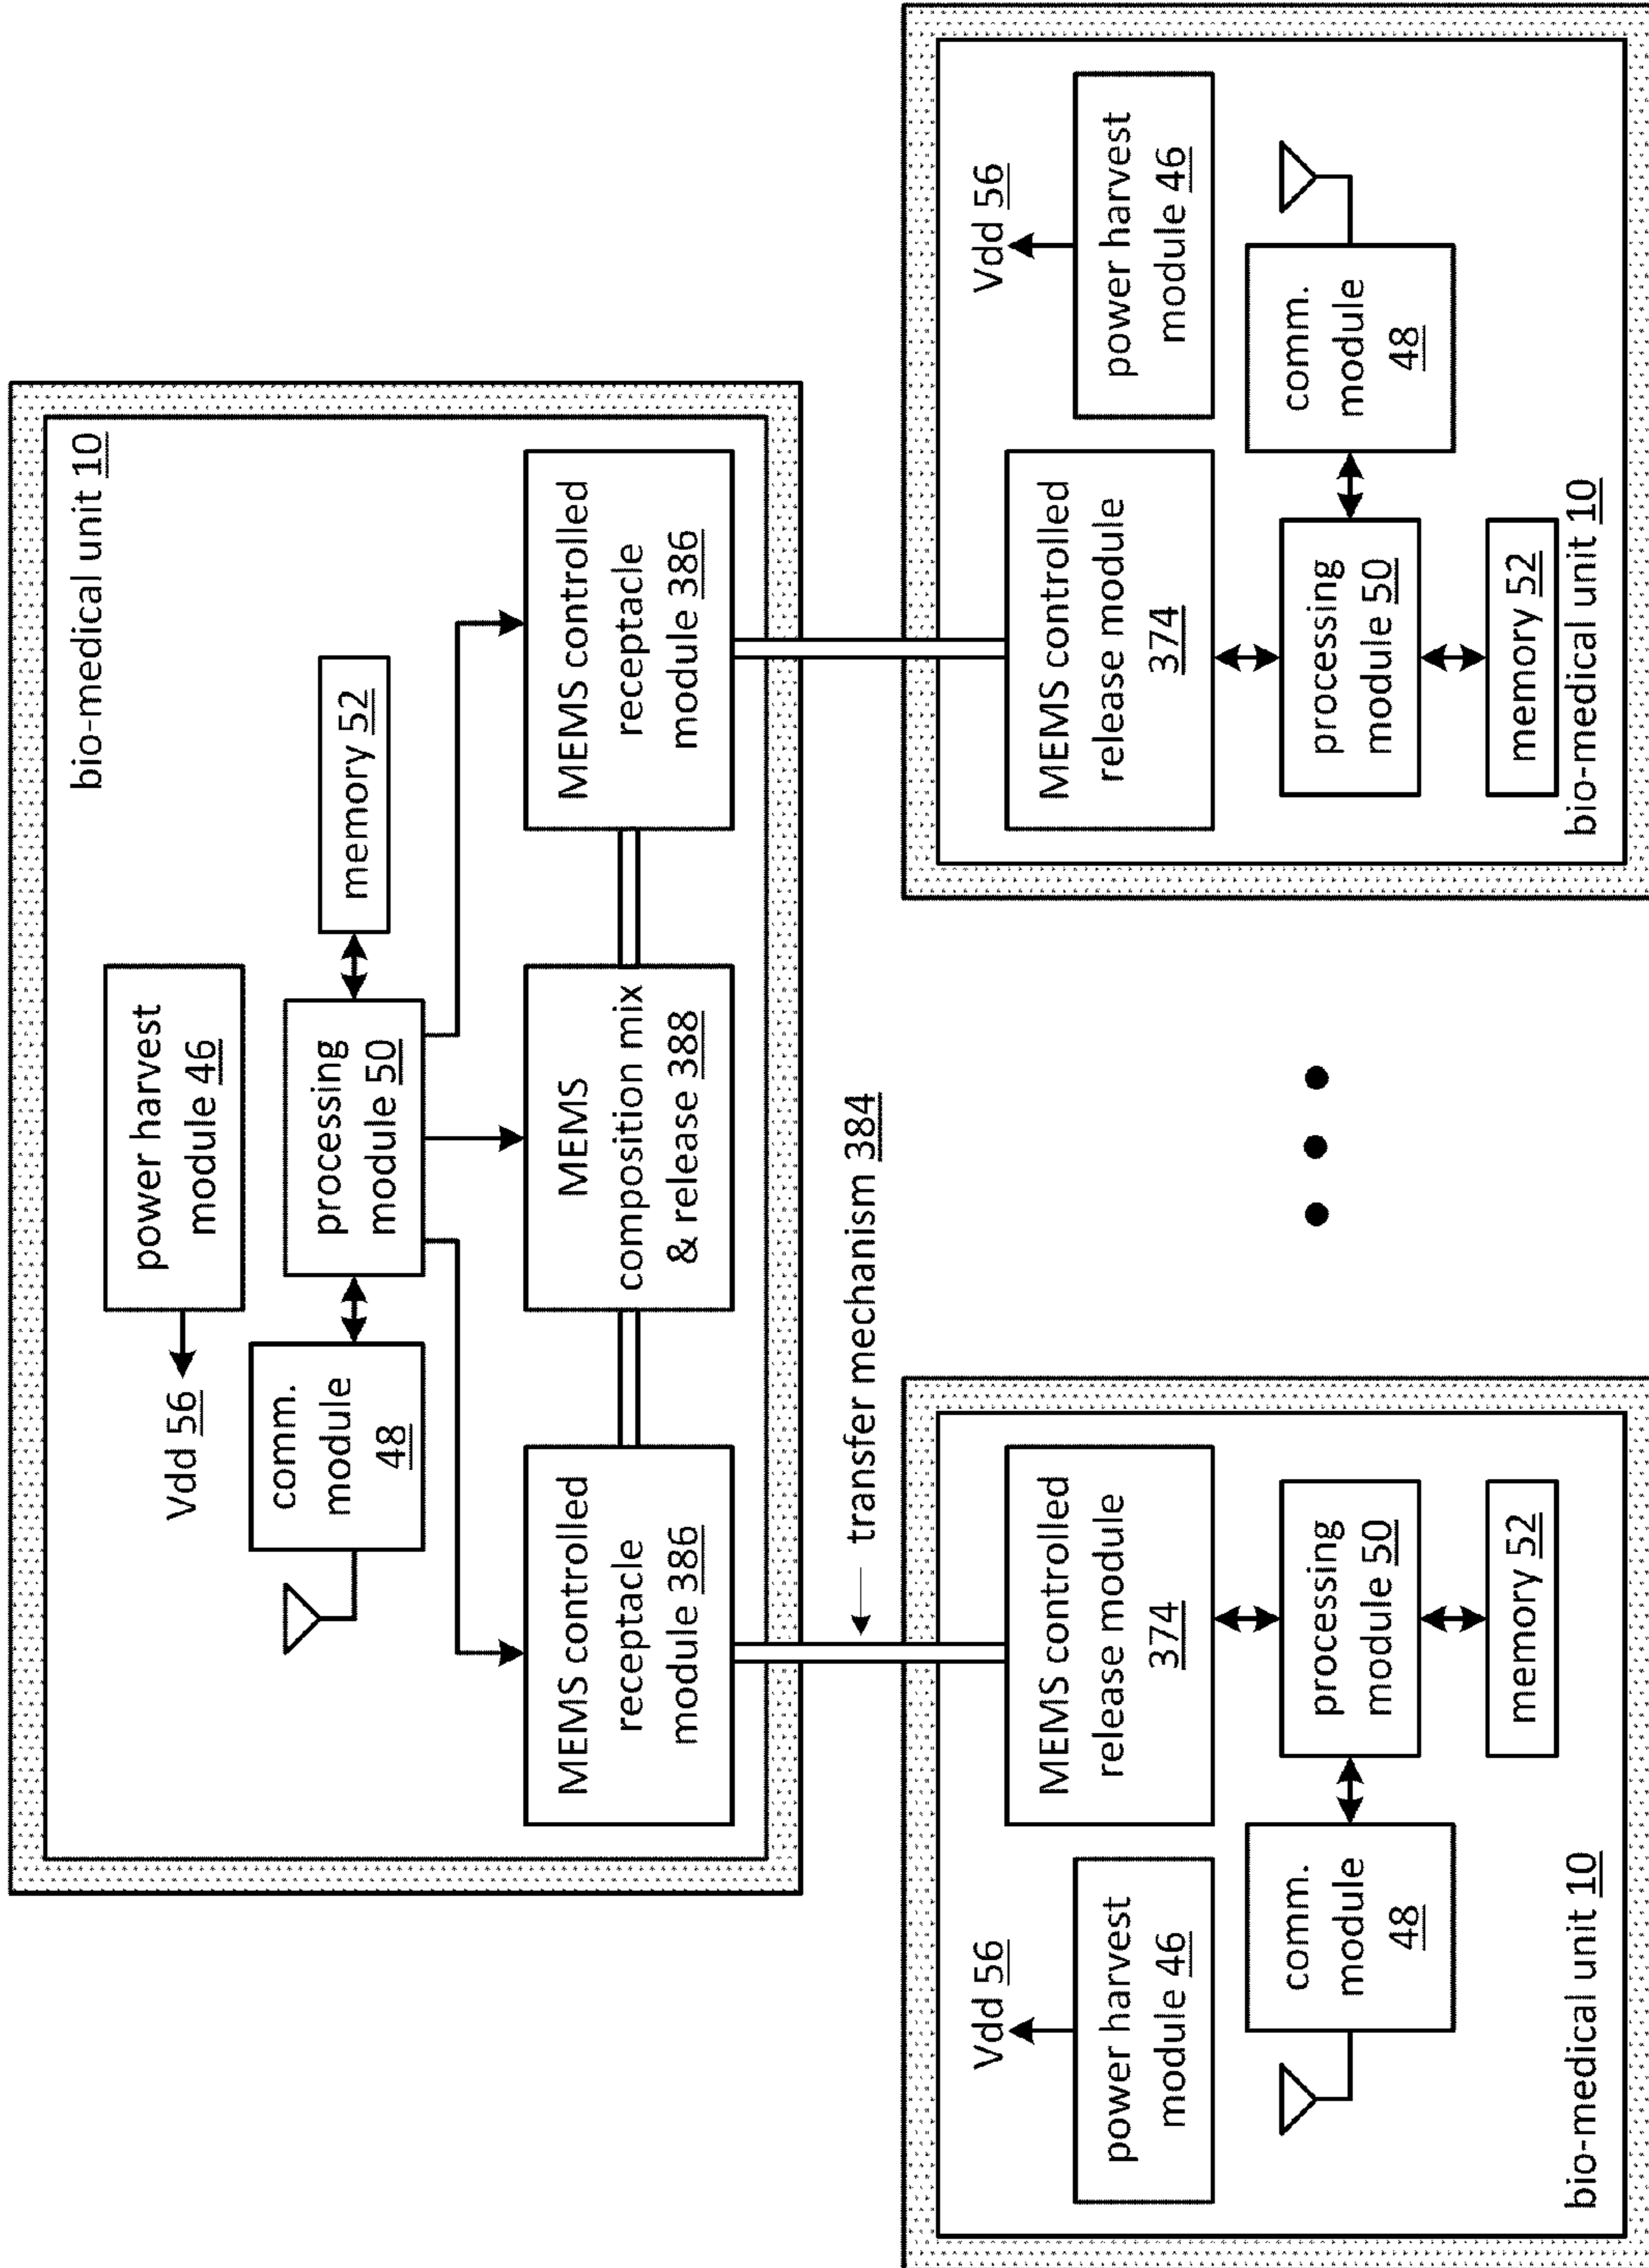 bio-medical unit 10
power harvest
module 46
Vdd 56
comm.
module
48
processing
module 50
memory 52
MEMS controlled
receptacle
module 386
MEMS
composition mix
& release 388
MEMS controlled
receptacle
module 386
transfer mechanism 384
Vdd 56
power harvest
module 46
MEMS controlled
release module
374
comm.
module
48
processing
module 50
memory 52
bio-medical unit 10
MEMS controlled
release module
374
Vdd 56
power harvest
module 46
processing
module 50
comm.
module
48
memory 52
bio-medical unit 10